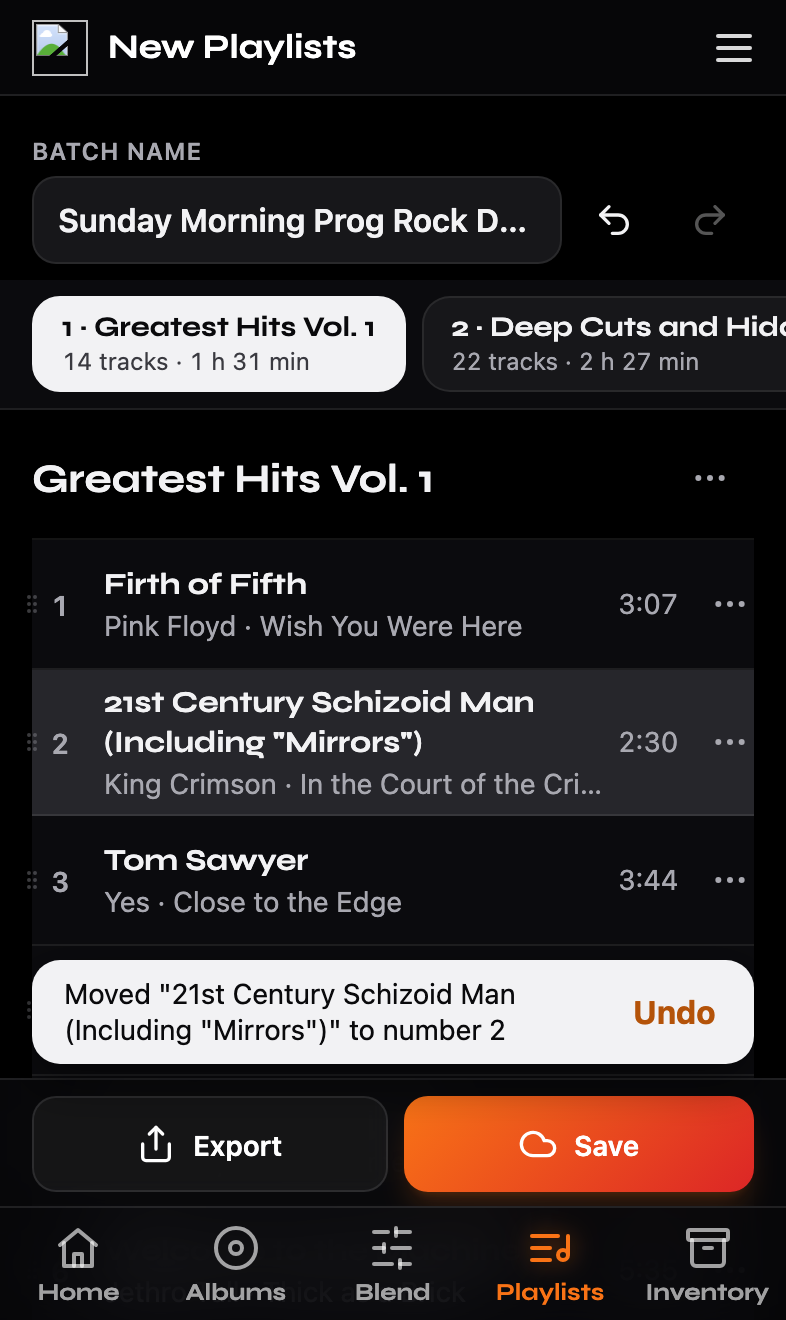 New Playlists
BATCH NAME
Sunday Morning Prog Rock D...
1 · Greatest Hits Vol. 1
14 tracks · 1 h 31 min
2 · Deep Cuts and Hidd
22 tracks · 2 h 27 min
Greatest Hits Vol. 1
1
Firth of Fifth
Pink Floyd · Wish You Were Here
3:07
2
21st Century Schizoid Man
(Including "Mirrors")
King Crimson · In the Court of the Cri...
2:30
3
Tom Sawyer
Yes · Close to the Edge
3:44
Moved "21st Century Schizoid Man
(Including "Mirrors")" to number 2
Undo
Export
Save
Home
Albums
Blend
Playlists
Inventory